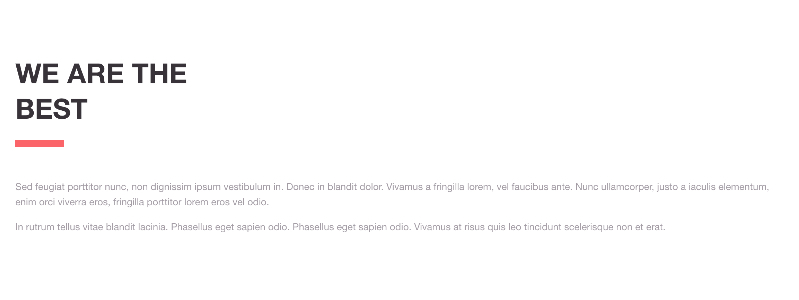 WE ARE THE
BEST
Sed feugiat porttitor nunc, non dignissim ipsum vestibulum in. Donec in blandit dolor. Vivamus a fringilla lorem, vel faucibus ante. Nunc ullamcorper, justo a iaculis elementum,
enim orci viverra eros, fringilla porttitor lorem eros vel odio.
In rutrum tellus vitae blandit lacinia. Phasellus eget sapien odio. Phasellus eget sapien odio. Vivamus at risus quis leo tincidunt scelerisque non et erat.